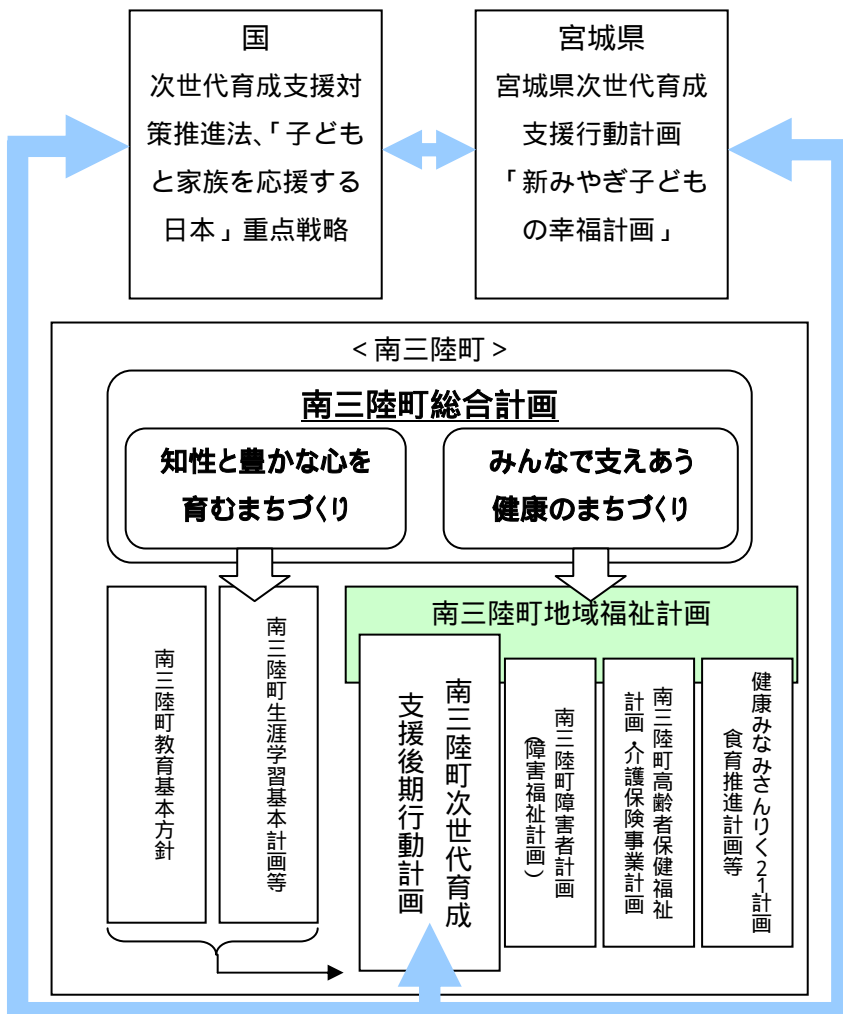 国
次世代育成支援対
策推進法、「子ども
と家族を応援する
日本」重点戦略
宮城県
宮城県次世代育成
支援行動計画
「新みやぎ子ども
の幸福計画」
<南三陸町>
南三陸町総合計画
知性と豊かな心を
育むまちづくり
みんなで支えあう
健康のまちづくり
南三陸町教育基本方針
南三陸町生涯学習基本計画等
南三陸町地域福祉計画
南三陸町次世代育成
支援後期行動計画
南三陸町障害者計画
(障害福祉計画)
南三陸町高齢者保健福祉
計画・介護保険事業計画
健康みなみさんりく21計画
食育推進計画等